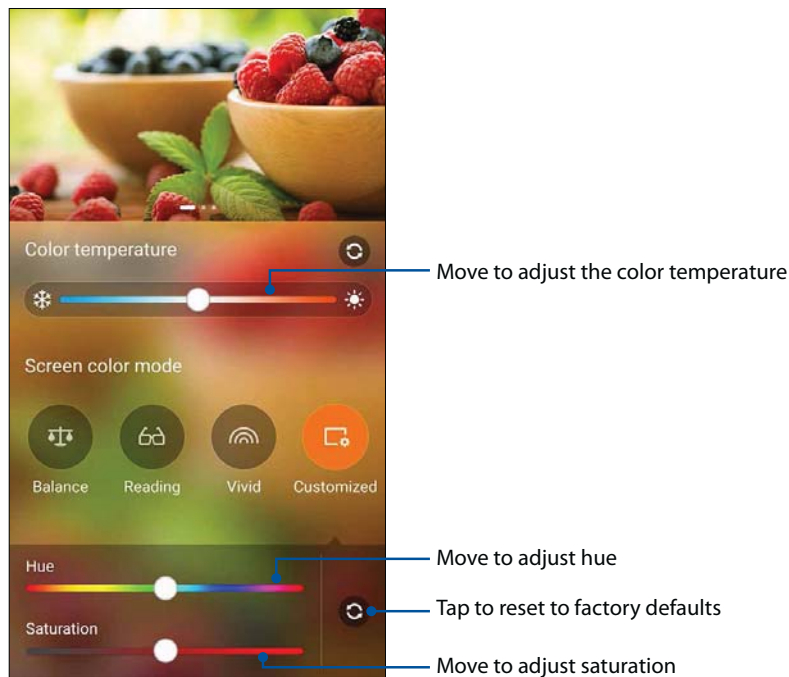 Color temperature
Move to adjust the color temperature
Screen color mode
Balance
Reading
Vivid
Customized
Hue
Move to adjust hue
Tap to reset to factory defaults
Saturation
Move to adjust saturation